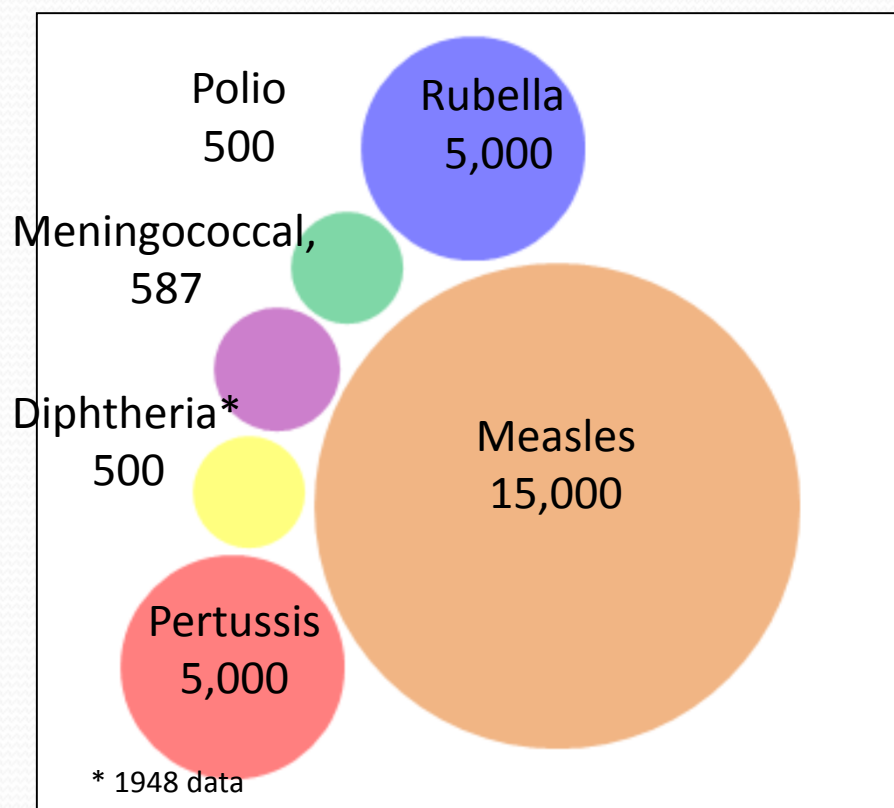 Polio
500
Rubella
5,000
Meningococcal,
587
Diphtheria*
500
Measles
15,000
Pertussis
5,000
* 1948 data